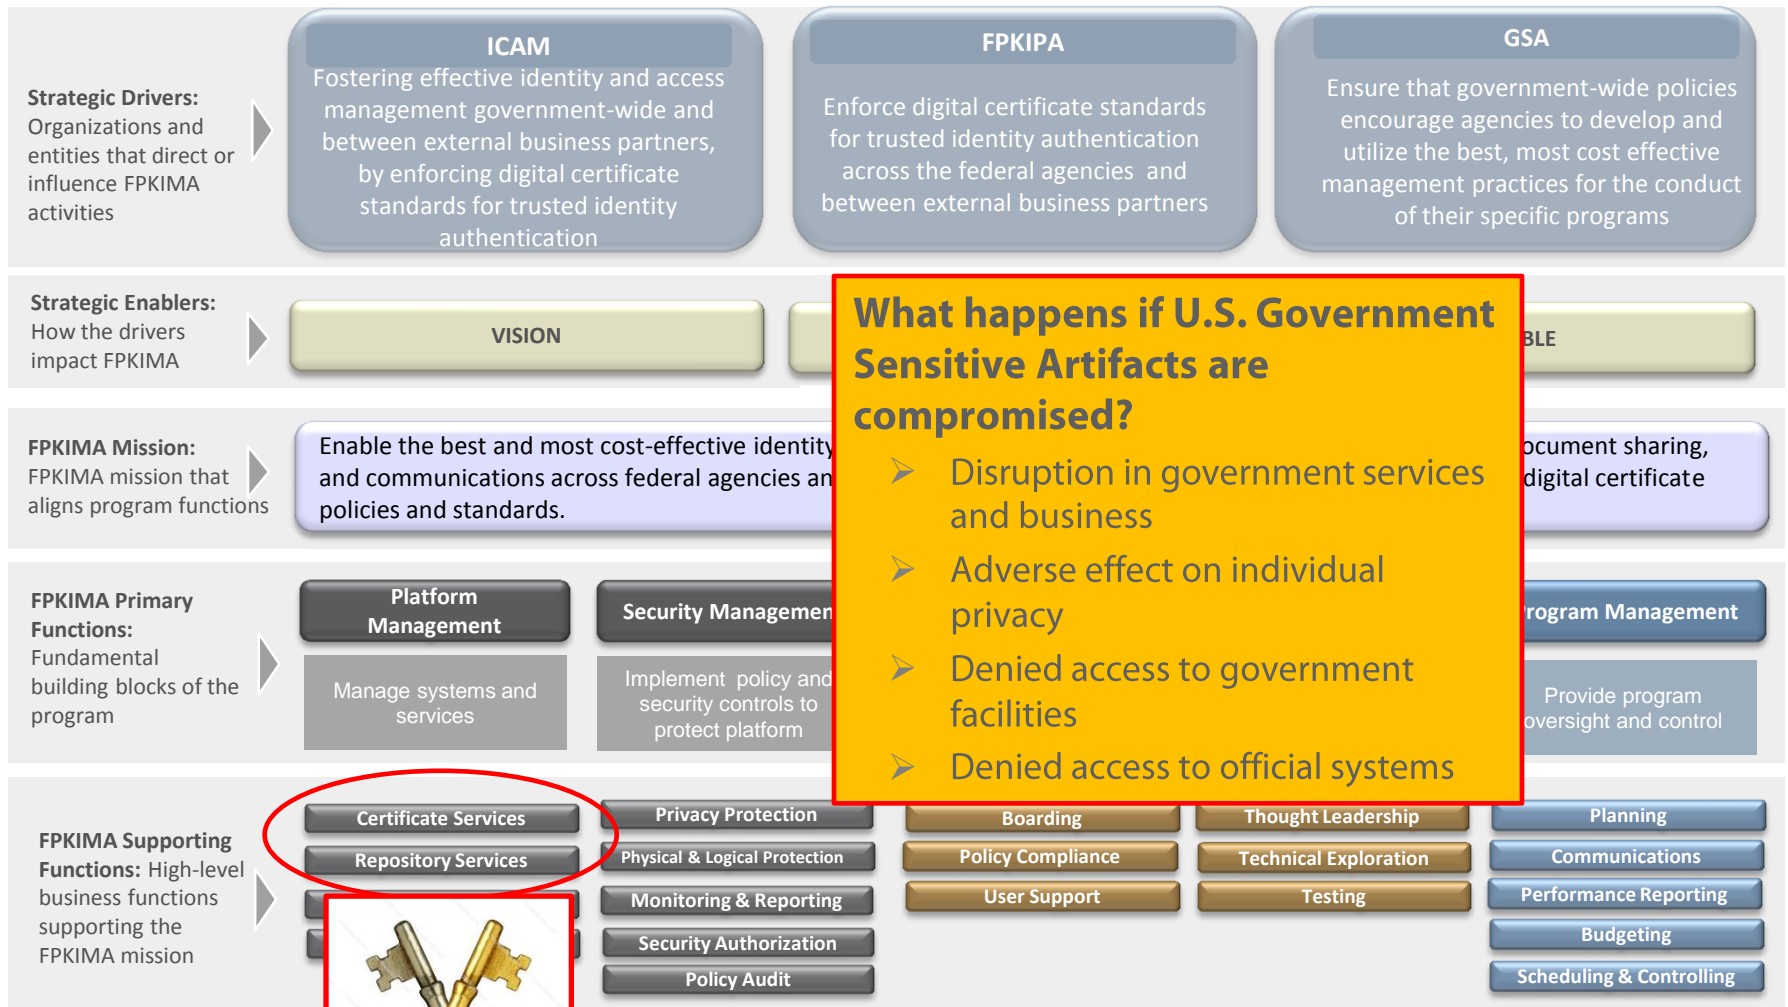 Strategic Drivers:
Organizations and
entities that direct or
influence FPKIMA
activities
ICAM
Fostering effective identity and access
management government-wide and
between external business partners,
by enforcing digital certificate
standards for trusted identity
authentication
FPKIPA
Enforce digital certificate standards
for trusted identity authentication
across the federal agencies and
between external business partners
GSA
Ensure that government-wide policies
encourage agencies to develop and
utilize the best, most cost effective
management practices for the conduct
of their specific programs
Strategic Enablers:
How the drivers
impact FPKIMA
VISION
BLE
What happens if U.S. Government
Sensitive Artifacts are
compromised?
➢ Disruption in government services
and business
➢ Adverse effect on individual
privacy
➢ Denied access to government
facilities
➢ Denied access to official systems
FPKIMA Mission:
FPKIMA mission that
aligns program functions
Enable the best and most cost-effective identity
and communications across federal agencies an
policies and standards.
ocument sharing,
digital certificate
FPKIMA Primary
Functions:
Fundamental
building blocks of the
program
Platform
Management
Manage systems and
services
Security Managemen
Implement policy and
security controls to
protect platform
rogram Management
Provide program
oversight and control
FPKIMA Supporting
Functions: High-level
business functions
supporting the
FPKIMA mission
Certificate Services
Repository Services
Privacy Protection
Physical & Logical Protection
Monitoring & Reporting
Security Authorization
Policy Audit
Boarding
Policy Compliance
User Support
Thought Leadership
Technical Exploration
Testing
Planning
Communications
Performance Reporting
Budgeting
Scheduling & Controlling